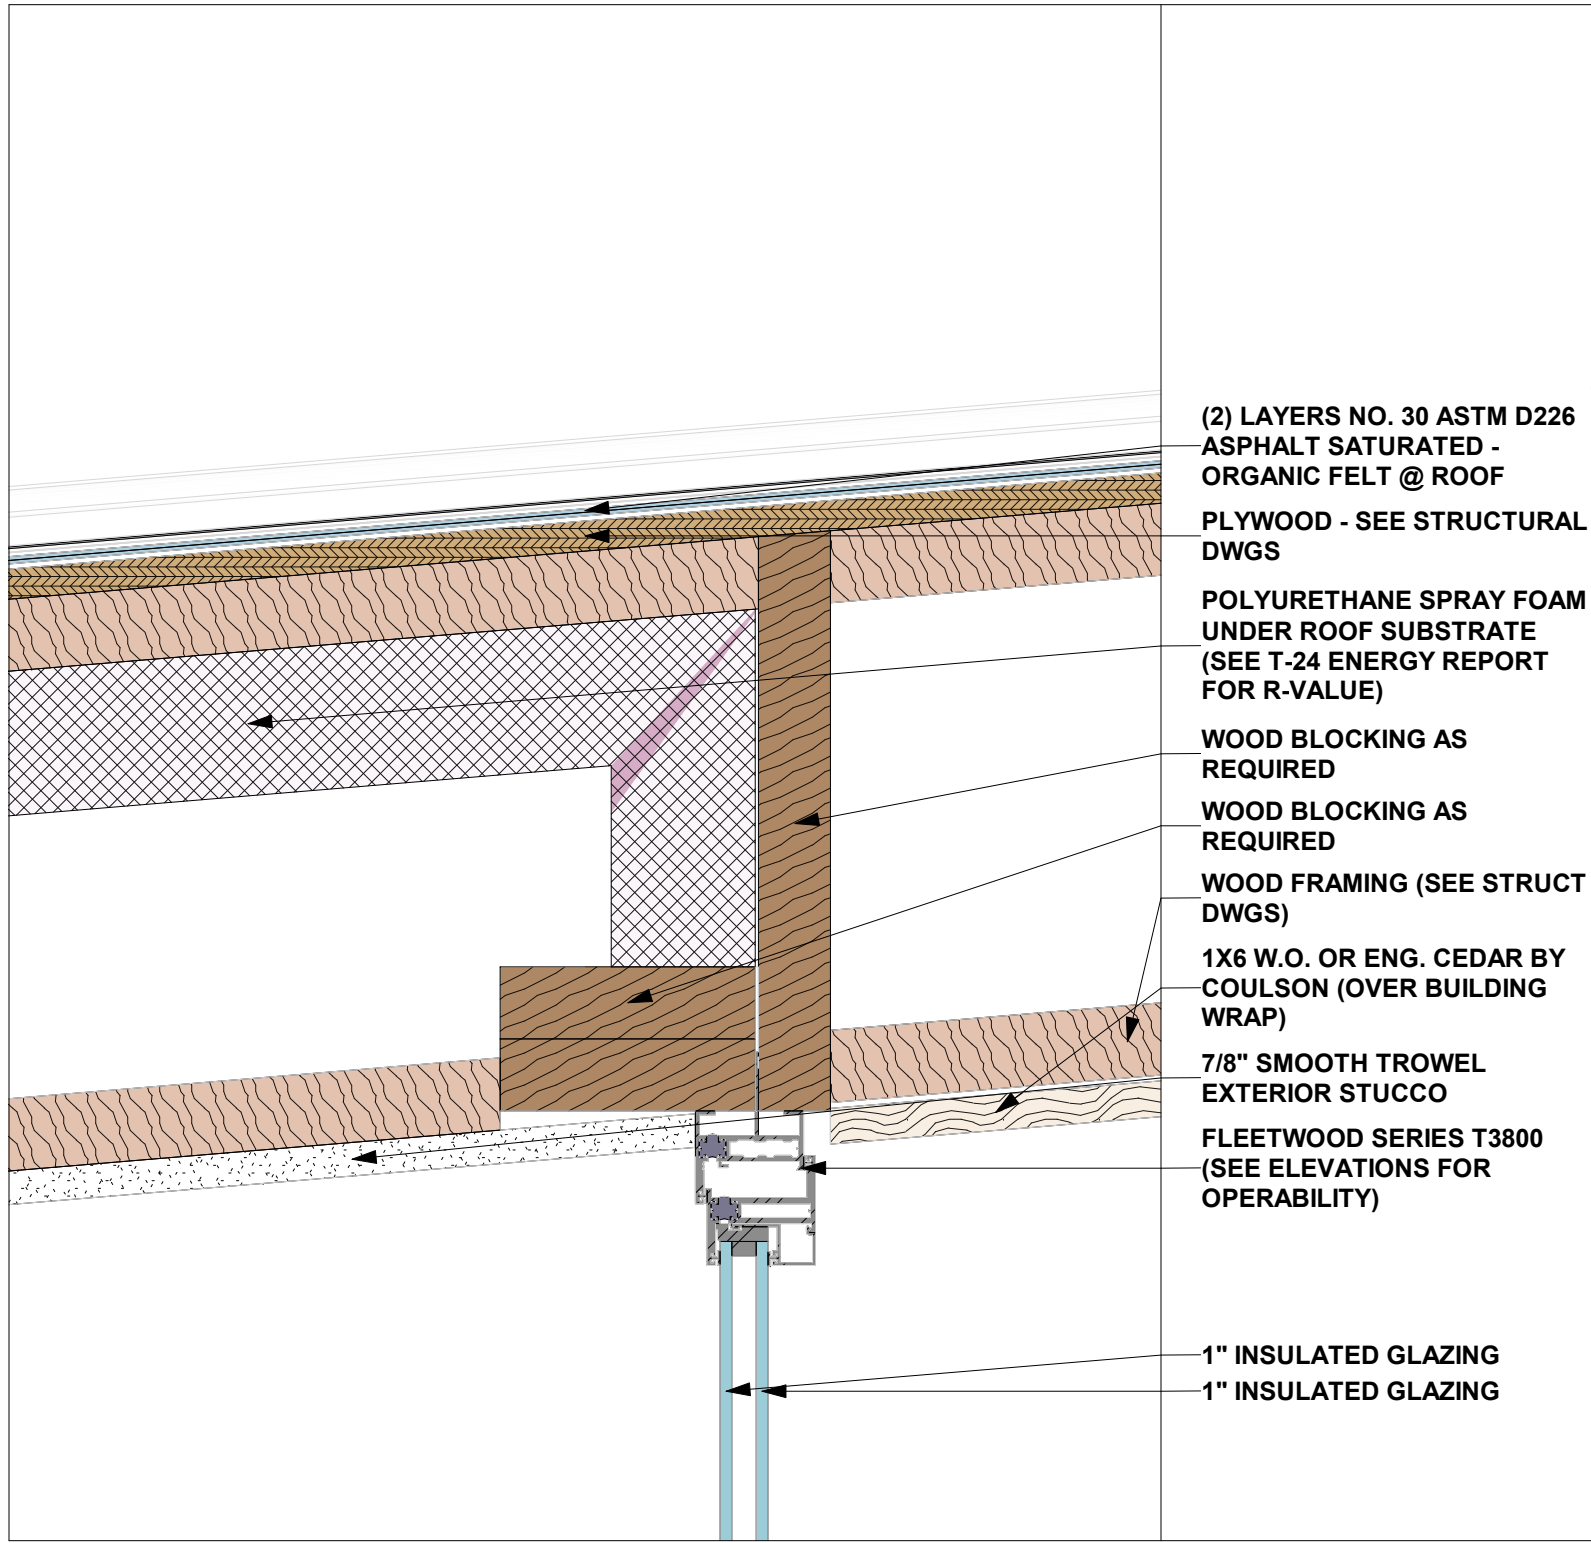 (2) LAYERS NO. 30 ASTM D226
ASPHALT SATURATED -
ORGANIC FELT @ ROOF
PLYWOOD - SEE STRUCTURAL
DWGS
POLYURETHANE SPRAY FOAM
UNDER ROOF SUBSTRATE
(SEE T-24 ENERGY REPORT
FOR R-VALUE)
WOOD BLOCKING AS
REQUIRED
WOOD BLOCKING AS
REQUIRED
WOOD FRAMING (SEE STRUCT
DWGS)
1X6 W.O. OR ENG. CEDAR BY
COULSON (OVER BUILDING
WRAP)
7/8" SMOOTH TROWEL
EXTERIOR STUCCO
FLEETWOOD SERIES T3800
(SEE ELEVATIONS FOR
OPERABILITY)
1" INSULATED GLAZING
1" INSULATED GLAZING